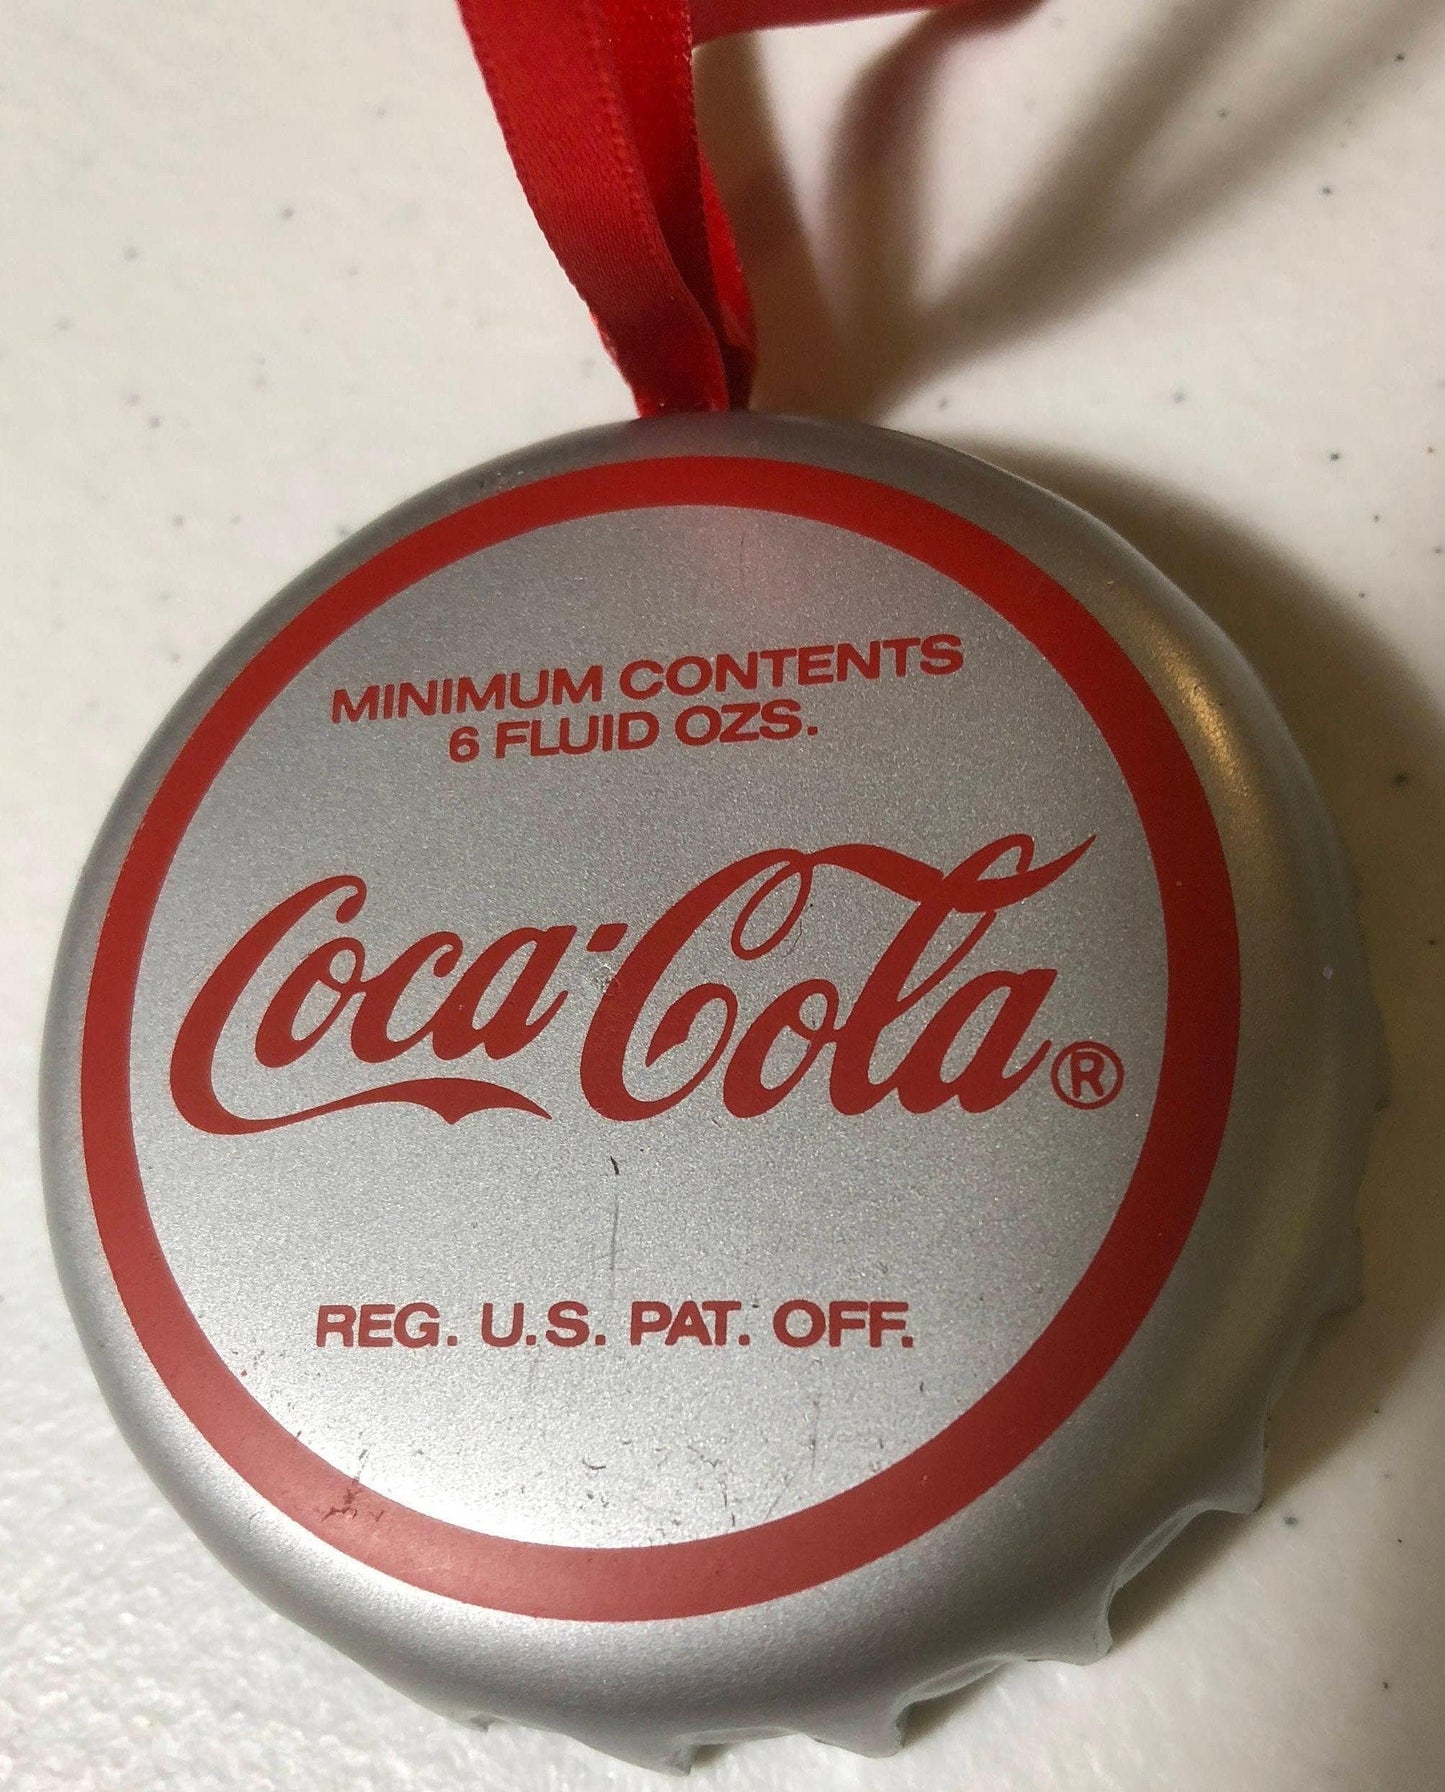 MINIMUM CONTENTS
6 FLUID OZS.
Coca-Cola®
REG. U.S. PAT. OFF.